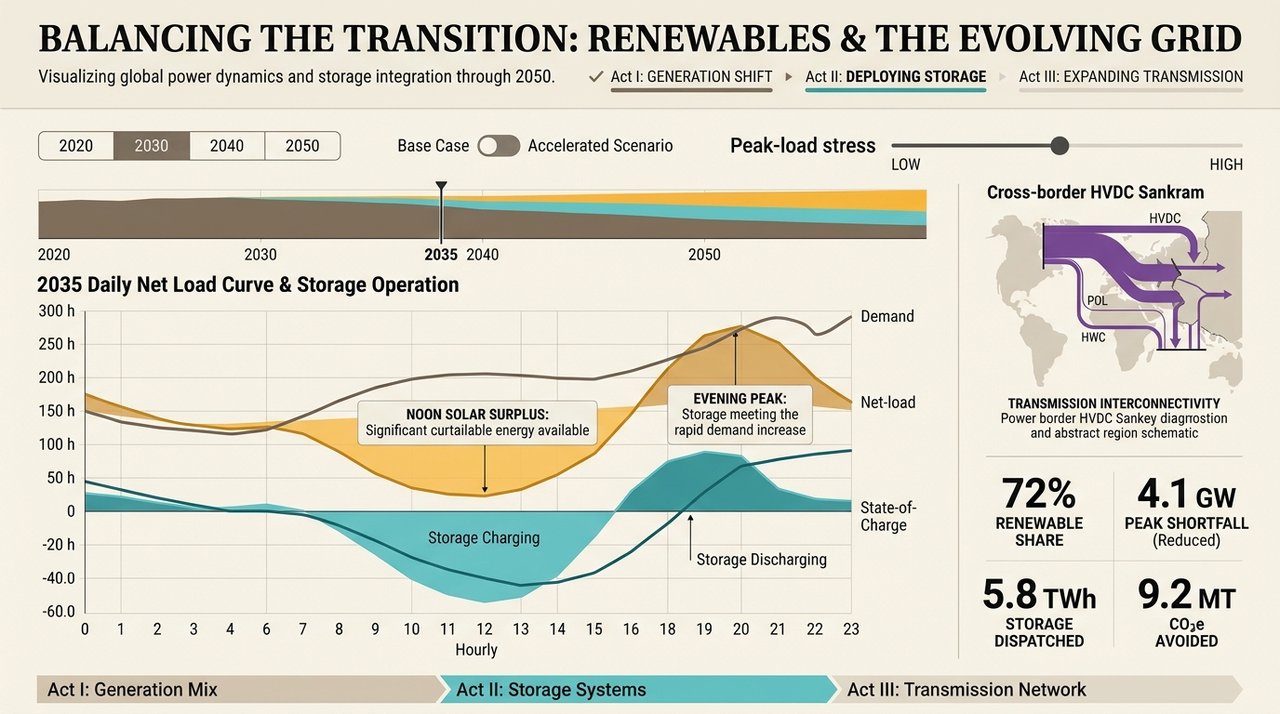 BALANCING THE TRANSITION: RENEWABLES & THE EVOLVING GRID
Visualizing global power dynamics and storage integration through 2050.
Act I: GENERATION SHIFT
Act II: DEPLOYING STORAGE
Act III: EXPANDING TRANSMISSION
2020
2030
2040
2050
Base Case
Accelerated Scenario
Peak-load stress
LOW
HIGH
2020
2030
2035
2040
2050
2035 Daily Net Load Curve & Storage Operation
300 h
250 h
200 h
150 h
100 h
50 h
0
-20 h
-40.0
-60.0
Demand
Net-load
State-of-
Charge
NOON SOLAR SURPLUS:
Significant curtailable energy available
EVENING PEAK:
Storage meeting the
rapid demand increase
Storage Charging
Storage Discharging
0 1 2 3 4 6 7 8 9 10 11 12 13 14 15 16 17 18 19 20 21 22 23
Hourly
Cross-border HVDC Sankram
HVDC
POL
HWC
TRANSMISSION INTERCONNECTIVITY
Power border HVDC Sankey diagrnostion
and abstract region schematic
72%
RENEWABLE
SHARE
4.1 GW
PEAK SHORTFALL
(Reduced)
5.8 TWh
STORAGE
DISPATCHED
9.2 MT
CO₂e
AVOIDED
Act I: Generation Mix
Act II: Storage Systems
Act III: Transmission Network